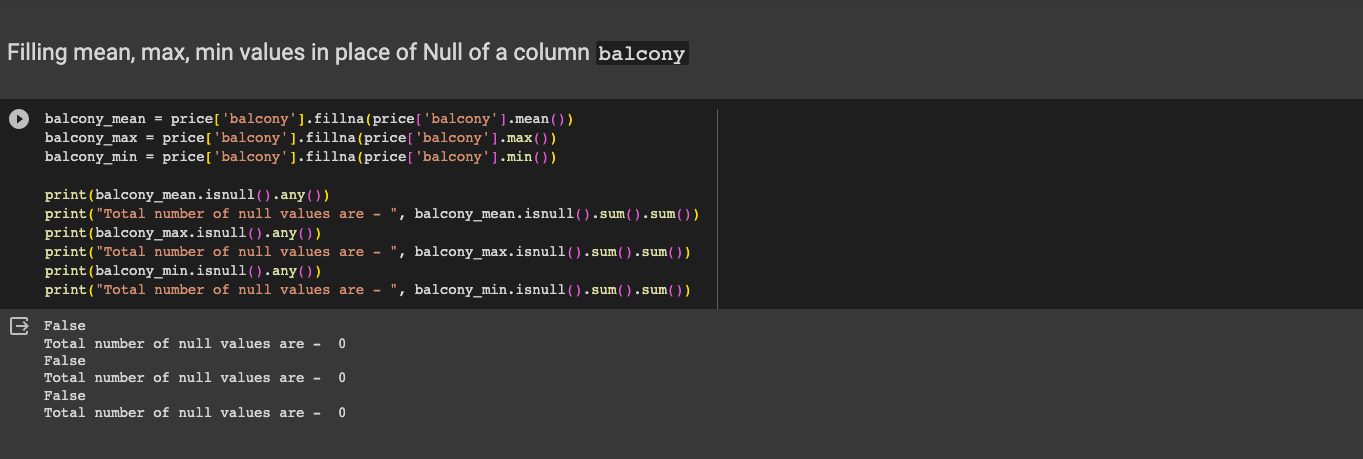 Filling mean, max, min values in place of Null of a column balcony
balcony_mean = price['balcony'].fillna(price['balcony'].mean())
balcony_max = price['balcony'].fillna(price['balcony'].max())
balcony_min = price['balcony'].fillna(price['balcony'].min())
print(balcony_mean.isnull().any())
print("Total number of null values are - ", balcony_mean.isnull().sum().sum())
print(balcony_max.isnull().any())
print("Total number of null values are - ", balcony_max.isnull().sum().sum())
print(balcony_min.isnull().any())
print("Total number of null values are - ", balcony_min.isnull().sum().sum())
False
Total number of null values are -  0
False
Total number of null values are -  0
False
Total number of null values are -  0